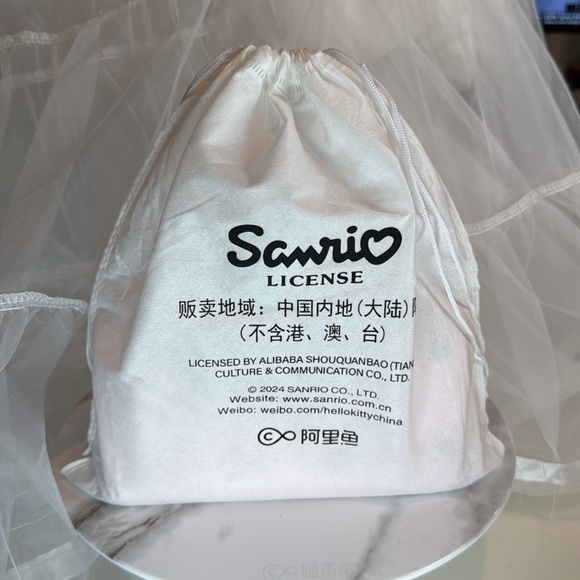 Sanrio
LICENSE
贩卖地域：中国内地（大陆）
（不含港、澳、台）
LICENSED BY ALIBABA SHOUQUANBAO (TIAN
CULTURE & COMMUNICATION CO., LTD.
© 2024 SANRIO CO., LTD.
Website: www.sanrio.com.cn
Weibo: weibo.com/hellokittychina
阿里鱼